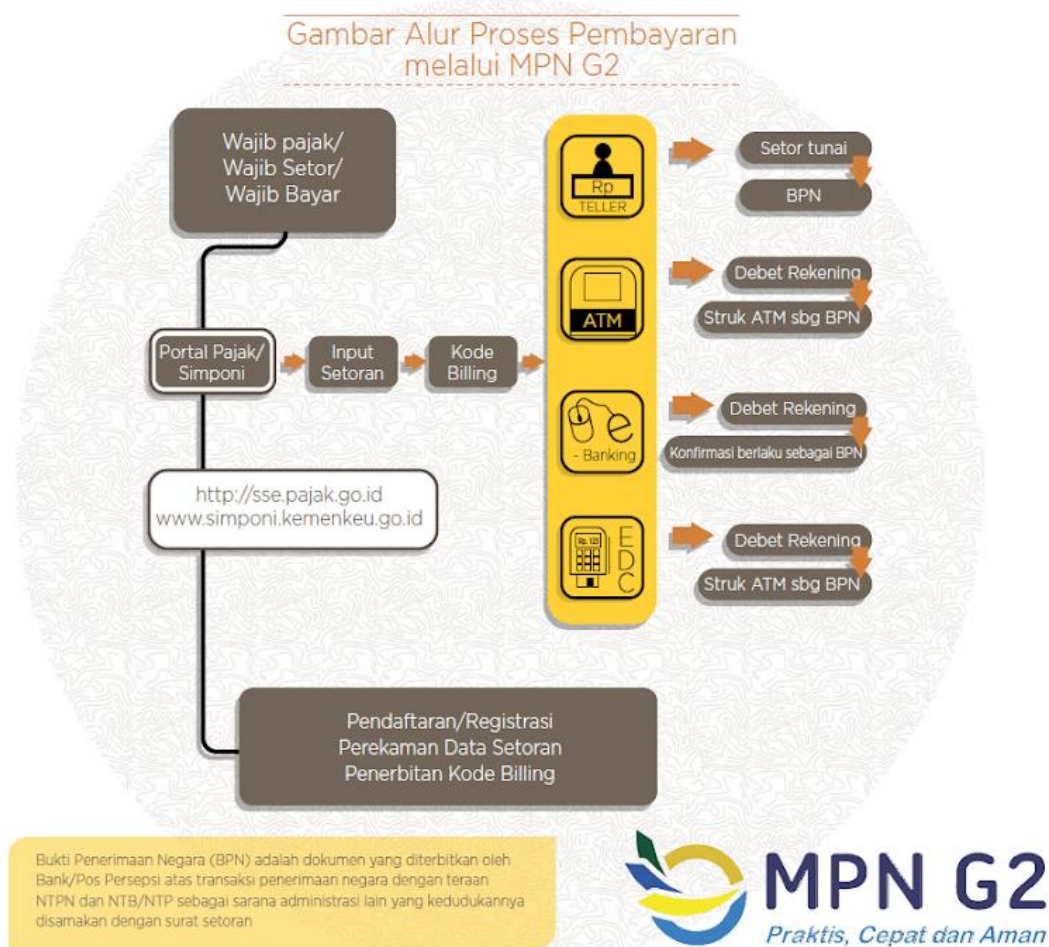 Gambar Alur Proses Pembayaran
melalui MPN G2
Wajib pajak/
Wajib Setor/
Wajib Bayar
Portal Pajak/
Simponi
Input
Setoran
Kode
Billing
http://sse.pajak.go.id
www.simponi.kemenkeu.go.id
Rp
TELLER
Setor tunai
BPN
ATM
Debet Rekening
Struk ATM sbg BPN
e
- Banking
Debet Rekening
Konfirmasi berlaku sebagai BPN
Rp. 123
EDC
Debet Rekening
Struk ATM sbg BPN
Pendaftaran/Registrasi
Perekaman Data Setoran
Penerbitan Kode Billing
Bukti Penerimaan Negara (BPN) adalah dokumen yang diterbitkan oleh
Bank/Pos Persepsi atas transaksi penerimaan negara dengan teraan
NTPN dan NTB/NTP sebagai sarana administrasi lain yang kedudukannya
disamakan dengan surat setoran
MPN G2
Praktis, Cepat dan Aman